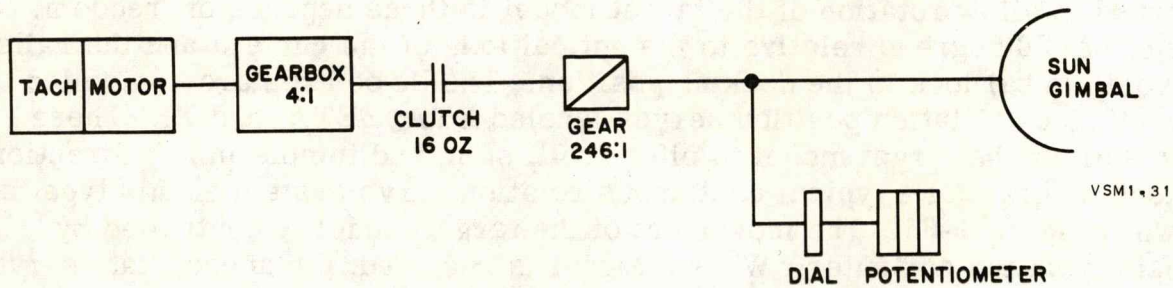 TACH MOTOR
GEARBOX
4:1
CLUTCH
16 OZ
GEAR
246:1
SUN
GIMBAL
VSM1.31
DIAL POTENTIOMETER